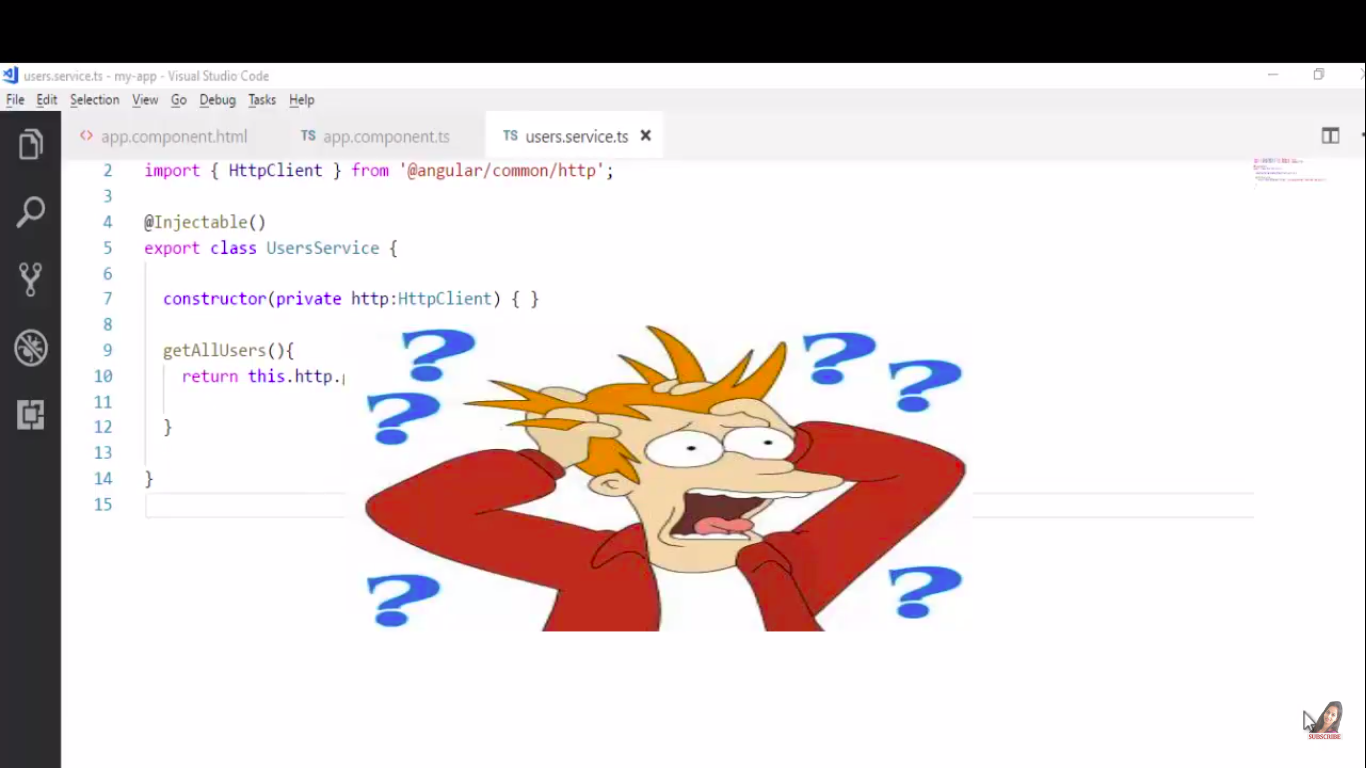 users.service.ts - my-app - Visual Studio Code
File Edit Selection View Go Debug Tasks Help
<> app.component.html TS app.component.ts TS users.service.ts ×
2 import { HttpClient } from '@angular/common/http';
3
4 @Injectable()
5 export class UsersService {
6
7 constructor(private http:HttpClient) { }
8
9 getAllUsers(){
10 return this.http.
11
12 }
13
14 }
15
? ? ?
?
? ?
SUBSCRIBE